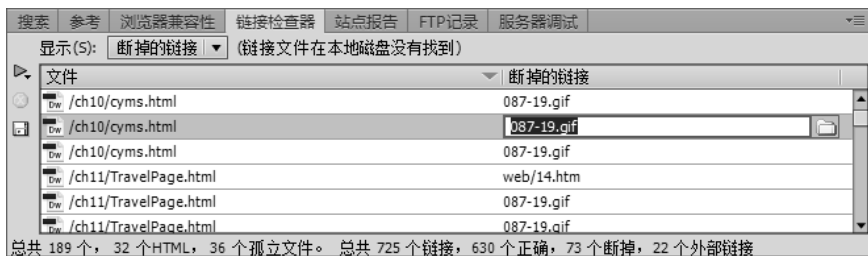 搜索 参考 浏览器兼容性 链接检查器 站点报告 FTP记录 服务器调试
显示(S): 断掉的链接 (链接文件在本地磁盘没有找到)
文件 断掉的链接
Dw /ch10/cyms.html 087-19.gif
Dw /ch10/cyms.html 087-19.gif
Dw /ch10/cyms.html 087-19.gif
Dw /ch11/TravelPage.html web/14.htm
Dw /ch11/TravelPage.html 087-19.gif
Dw /ch11/TravelPage.html 087-19.gif
总共 189 个， 32 个HTML， 36 个孤立文件。 总共 725 个链接， 630 个正确， 73 个断掉， 22 个外部链接